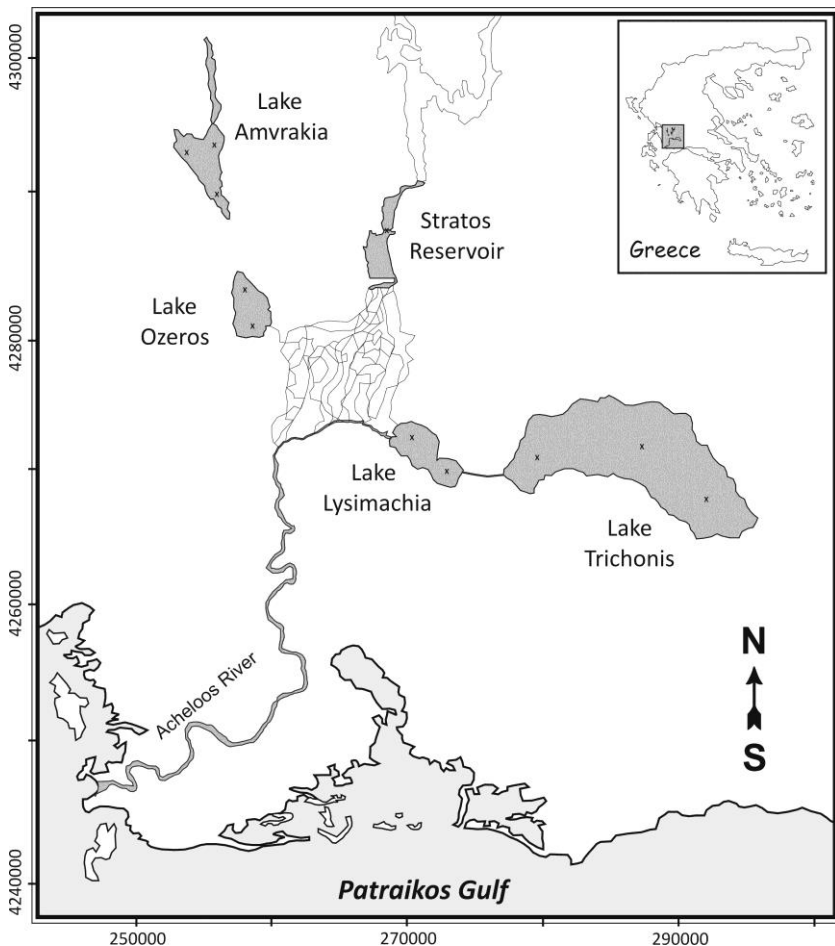 4300000
4280000
4260000
4240000
Lake
Amvrakia
Stratos
Reservoir
Greece
Lake
Ozeros
Lake
Lysimachia
Lake
Trichonis
Acheloos River
N
S
Patraikos Gulf
250000
270000
290000